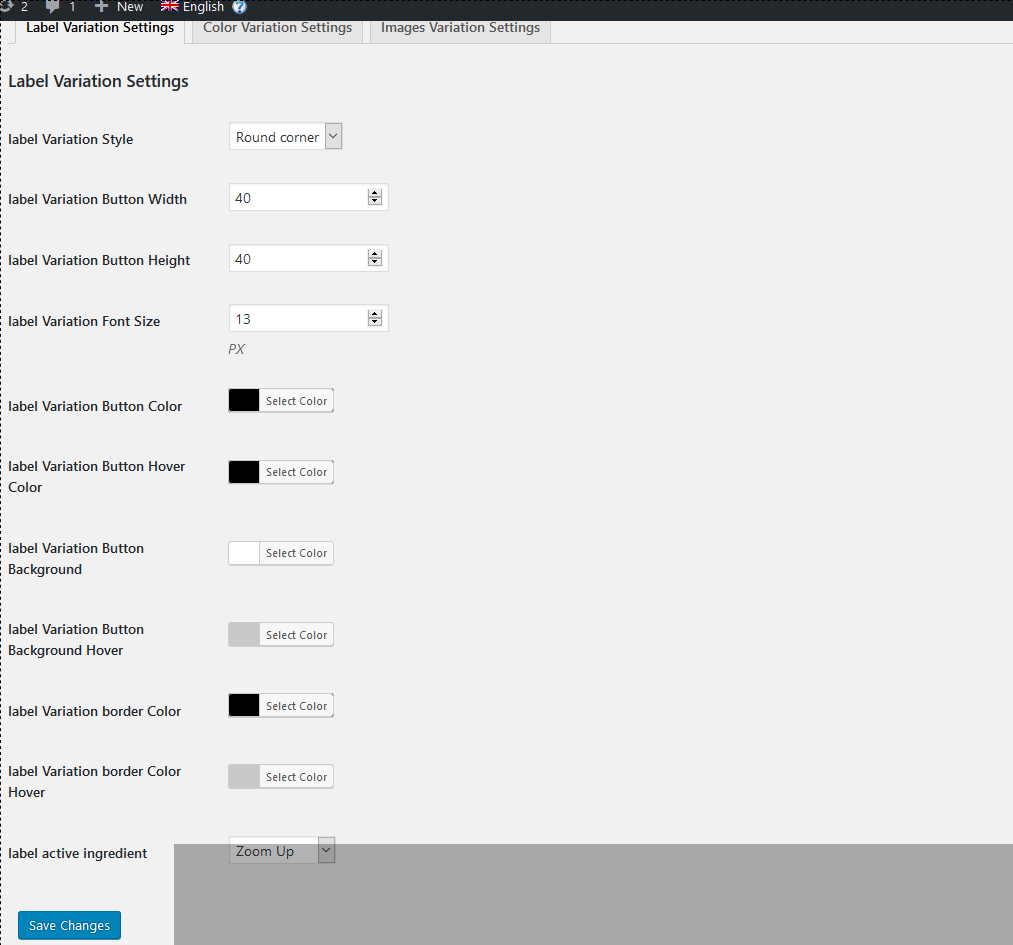 2 1 New English ?
Label Variation Settings Color Variation Settings Images Variation Settings
Label Variation Settings
label Variation Style Round corner
label Variation Button Width 40
label Variation Button Height 40
label Variation Font Size 13
PX
label Variation Button Color Select Color
label Variation Button Hover
Color
Select Color
label Variation Button
Background
Select Color
label Variation Button
Background Hover
Select Color
label Variation border Color Select Color
label Variation border Color
Hover
Select Color
label active ingredient Zoom Up
Save Changes